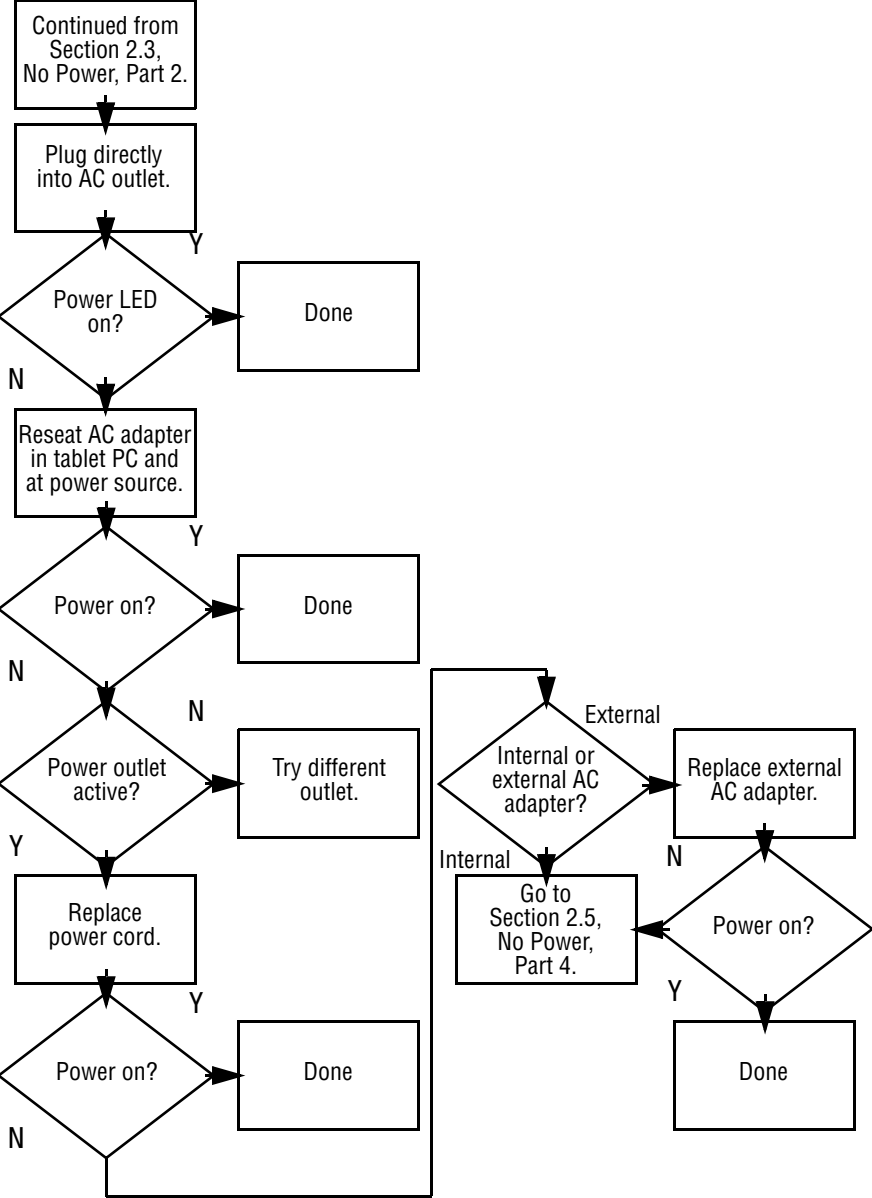 Continued from
Section 2.3,
No Power, Part 2.
Plug directly
into AC outlet.
Y
Power LED
on?
Done
N
Reseat AC adapter
in tablet PC and
at power source.
Y
Power on?
Done
N
N
Power outlet
active?
Try different
outlet.
Y
Replace
power cord.
Y
Power on?
Done
N
External
Internal or
external AC
adapter?
Replace external
AC adapter.
Internal
N
Go to
Section 2.5,
No Power,
Part 4.
Power on?
Y
Done